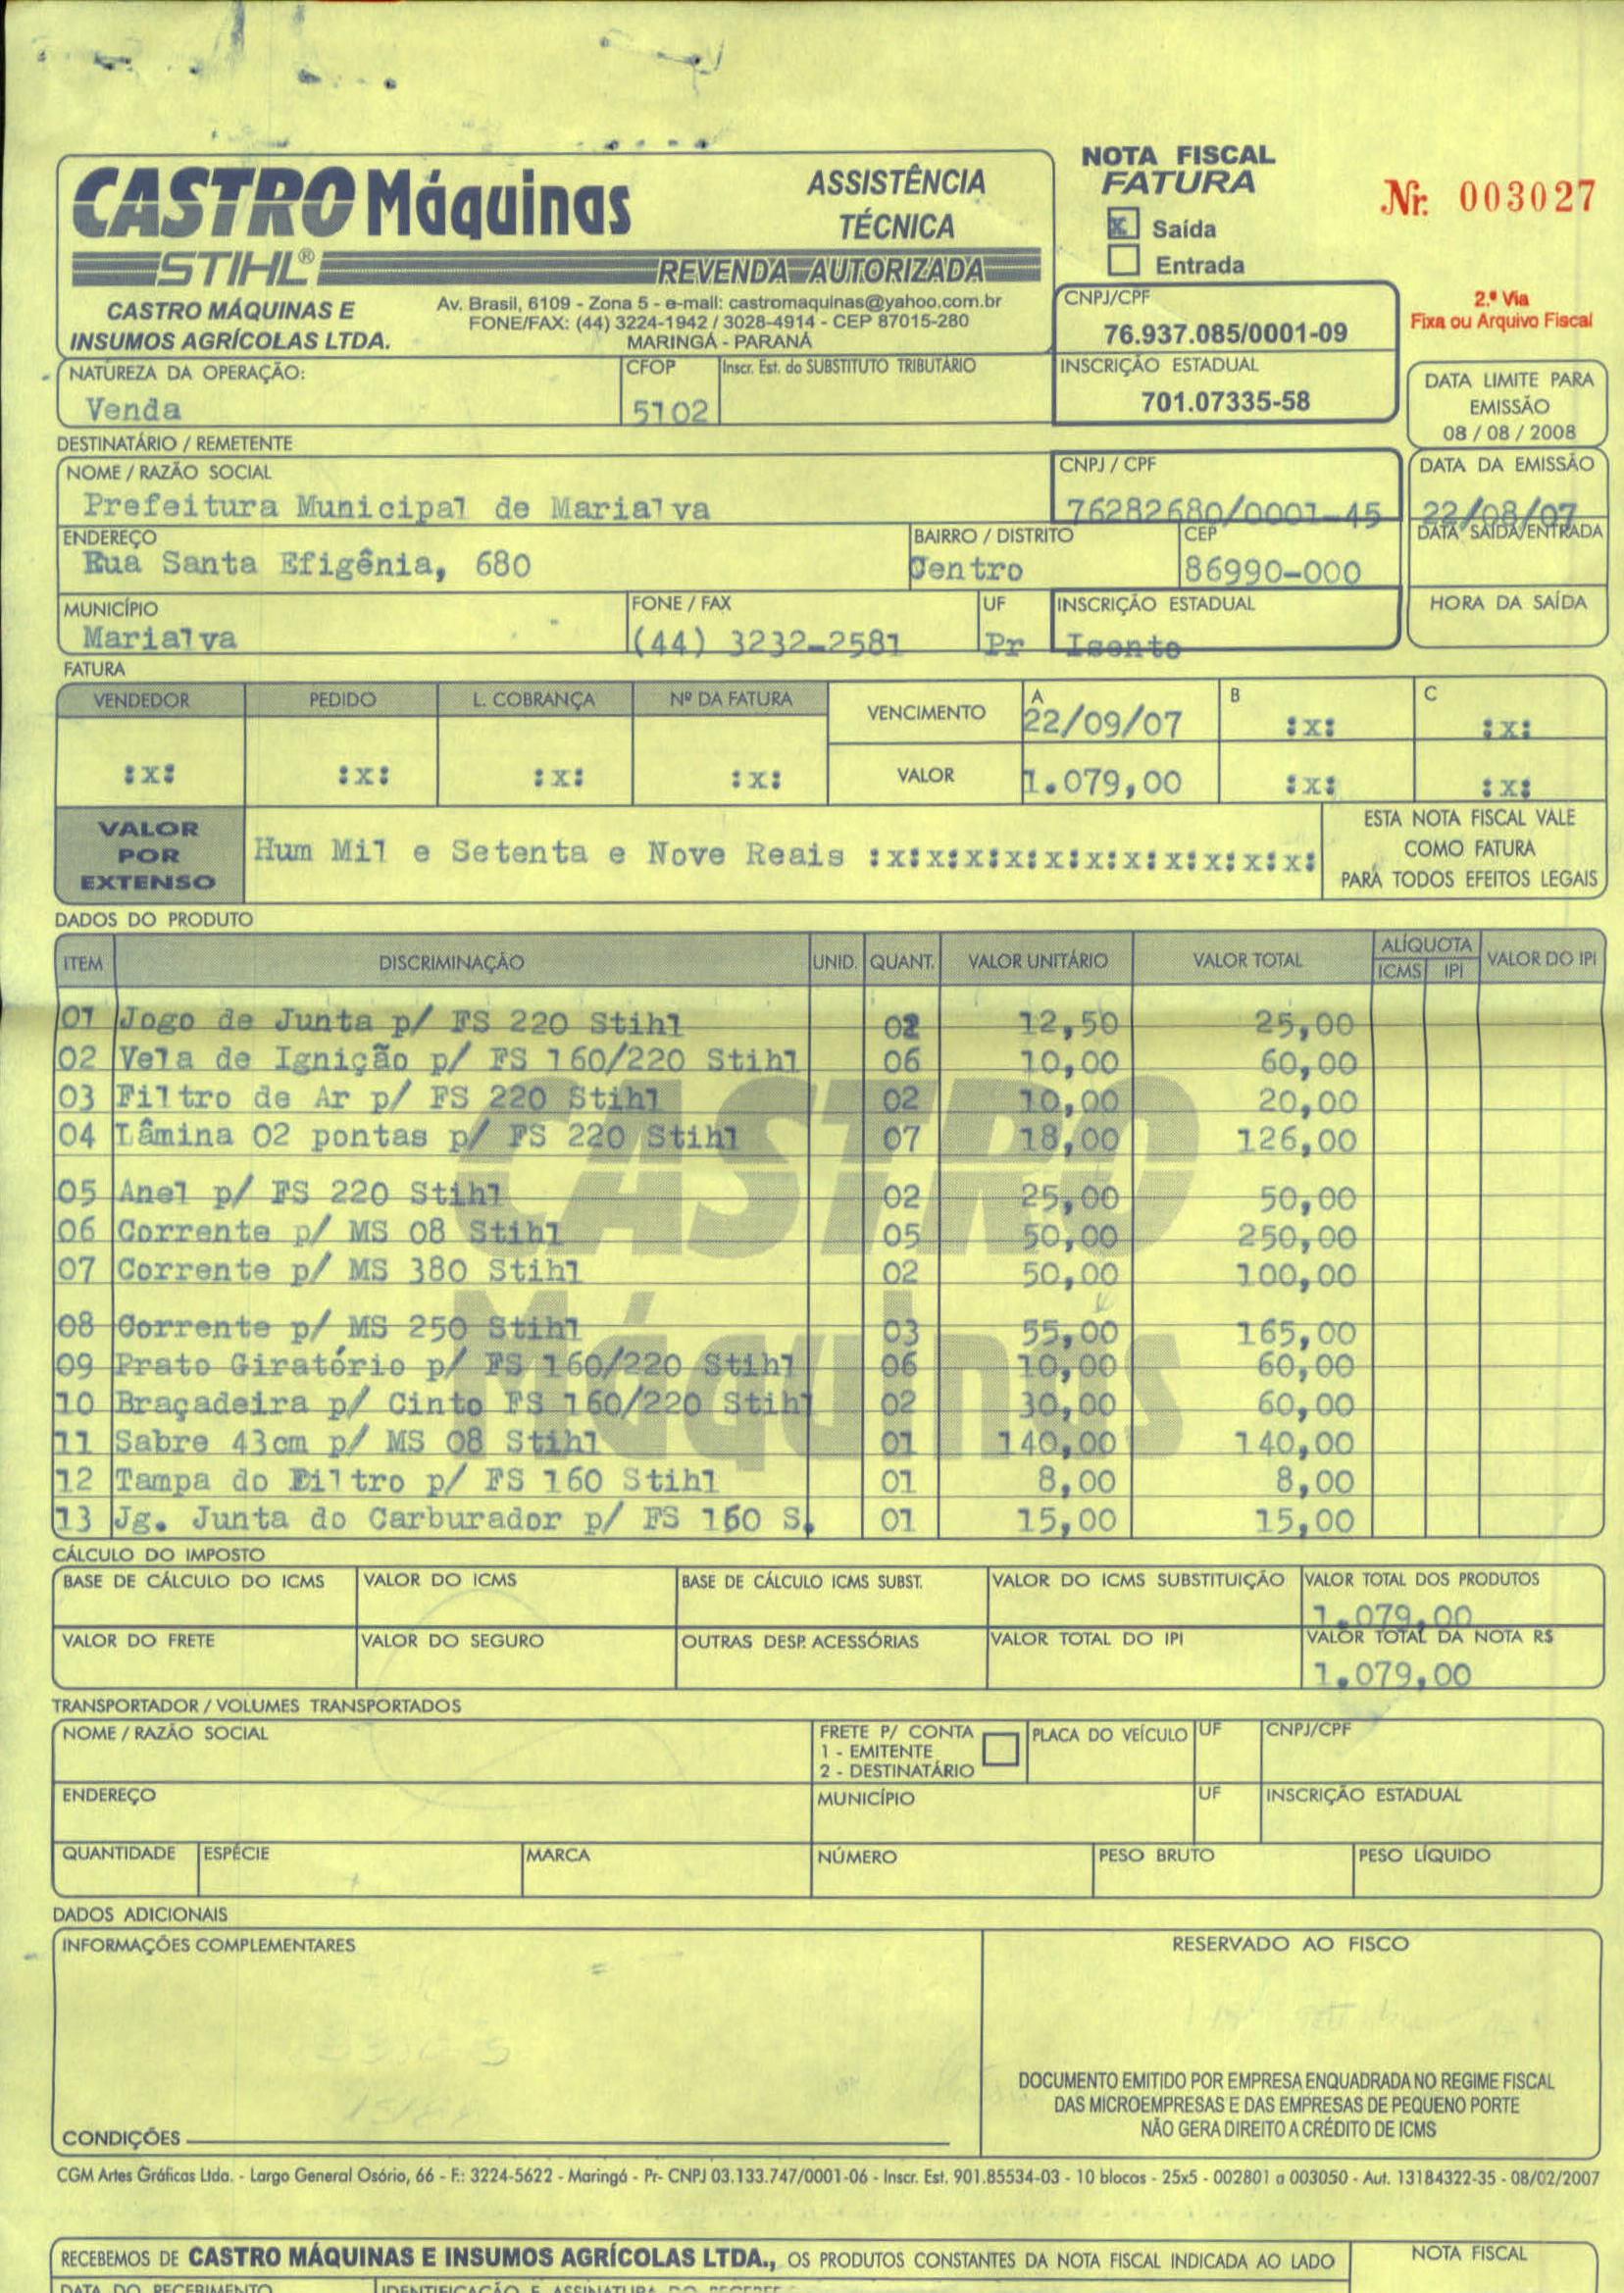 CASTRO Máquinas
ASSISTÊNCIA
TÉCNICA
STIHL®
REVENDA AUTORIZADA
CASTRO MÁQUINAS E
INSUMOS AGRÍCOLAS LTDA.
Av. Brasil, 6109 - Zona 5 - e-mail: castromaquinas@yahoo.com.br
FONE/FAX: (44) 3224-1942 / 3028-4914 - CEP 87015-280
MARINGÁ - PARANÁ
NOTA FISCAL
FATURA
x Saída
Entrada
Nr. 003027
2.ª Via
Fixa ou Arquivo Fiscal
CNPJ/CPF
76.937.085/0001-09
INSCRIÇÃO ESTADUAL
701.07335-58
DATA LIMITE PARA
EMISSÃO
08 / 08 / 2008
NATUREZA DA OPERAÇÃO: CFOP Inscr. Est. do SUBSTITUTO TRIBUTÁRIO
Venda 5102
DESTINATÁRIO / REMETENTE
NOME / RAZÃO SOCIAL CNPJ / CPF DATA DA EMISSÃO
Prefeitura Municipal de Marialva 76282680/0001-45 22/08/07
ENDEREÇO BAIRRO / DISTRITO CEP DATA SAÍDA/ENTRADA
Rua Santa Efigênia, 680 Centro 86990-000
MUNICÍPIO FONE / FAX UF INSCRIÇÃO ESTADUAL HORA DA SAÍDA
Marialva (44) 3232-2581 Pr Isento
FATURA
VENDEDOR PEDIDO L. COBRANÇA Nº DA FATURA VENCIMENTO A 22/09/07 B :x: C :x:
:x: :x: :x: :x: VALOR 1.079,00 :x: :x:
VALOR
POR
EXTENSO
Hum Mil e Setenta e Nove Reais :x:x:x:x:x:x:x:x:x:x:x:
ESTA NOTA FISCAL VALE
COMO FATURA
PARA TODOS EFEITOS LEGAIS
DADOS DO PRODUTO
ITEM DISCRIMINAÇÃO UNID. QUANT. VALOR UNITÁRIO VALOR TOTAL ALÍQUOTA ICMS IPI VALOR DO IPI
01 Jogo de Junta p/ FS 220 Stihl 02 12,50 25,00
02 Vela de Ignição p/ FS 160/220 Stihl 06 10,00 60,00
03 Filtro de Ar p/ FS 220 Stihl 02 10,00 20,00
04 Lâmina 02 pontas p/ FS 220 Stihl 07 18,00 126,00
05 Anel p/ FS 220 Stihl 02 25,00 50,00
06 Corrente p/ MS 08 Stihl 05 50,00 250,00
07 Corrente p/ MS 380 Stihl 02 50,00 100,00
08 Corrente p/ MS 250 Stihl 03 55,00 165,00
09 Prato Giratório p/ FS 160/220 Stihl 06 10,00 60,00
10 Braçadeira p/ Cinto FS 160/220 Stihl 02 30,00 60,00
11 Sabre 43cm p/ MS 08 Stihl 01 140,00 140,00
12 Tampa do Filtro p/ FS 160 Stihl 01 8,00 8,00
13 Jg. Junta do Carburador p/ FS 160 S. 01 15,00 15,00
CASTRO
Máquinas
CÁLCULO DO IMPOSTO
BASE DE CÁLCULO DO ICMS VALOR DO ICMS BASE DE CÁLCULO ICMS SUBST. VALOR DO ICMS SUBSTITUIÇÃO VALOR TOTAL DOS PRODUTOS
1.079,00
VALOR DO FRETE VALOR DO SEGURO OUTRAS DESP. ACESSÓRIAS VALOR TOTAL DO IPI VALOR TOTAL DA NOTA R$
1.079,00
TRANSPORTADOR / VOLUMES TRANSPORTADOS
NOME / RAZÃO SOCIAL FRETE P/ CONTA PLACA DO VEÍCULO UF CNPJ/CPF
1 - EMITENTE
2 - DESTINATÁRIO
ENDEREÇO MUNICÍPIO UF INSCRIÇÃO ESTADUAL
QUANTIDADE ESPÉCIE MARCA NÚMERO PESO BRUTO PESO LÍQUIDO
DADOS ADICIONAIS
INFORMAÇÕES COMPLEMENTARES
RESERVADO AO FISCO
DOCUMENTO EMITIDO POR EMPRESA ENQUADRADA NO REGIME FISCAL
DAS MICROEMPRESAS E DAS EMPRESAS DE PEQUENO PORTE
NÃO GERA DIREITO A CRÉDITO DE ICMS
CONDIÇÕES
CGM Artes Gráficas Ltda. - Largo General Osório, 66 - F.: 3224-5622 - Maringá - Pr- CNPJ 03.133.747/0001-06 - Inscr. Est. 901.85534-03 - 10 blocos - 25x5 - 002801 a 003050 - Aut. 13184322-35 - 08/02/2007
RECEBEMOS DE CASTRO MÁQUINAS E INSUMOS AGRÍCOLAS LTDA., OS PRODUTOS CONSTANTES DA NOTA FISCAL INDICADA AO LADO
NOTA FISCAL
DATA DO RECEBIMENTO IDENTIFICAÇÃO E ASSINATURA DO